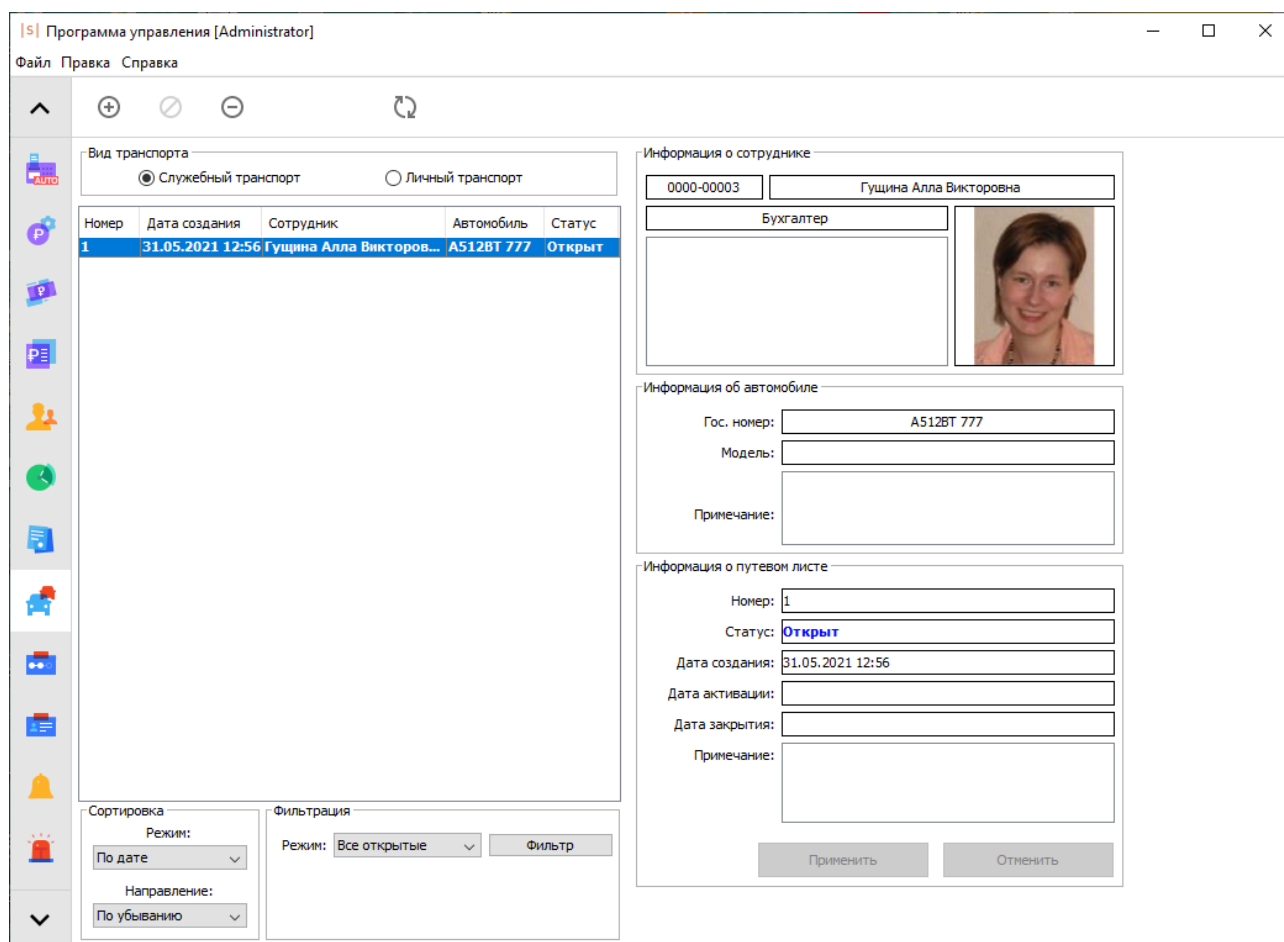 |S| Программа управления [Administrator]
Файл Правка Справка
AUTO
Вид транспорта
Служебный транспорт Личный транспорт
Номер Дата создания Сотрудник Автомобиль Статус
1 31.05.2021 12:56 Гущина Алла Викторов... А512ВТ 777 Открыт
Сортировка
Режим:
По дате
Направление:
По убыванию
Фильтрация
Режим: Все открытые Фильтр
Информация о сотруднике
0000-00003 Гущина Алла Викторовна
Бухгалтер
Информация об автомобиле
Гос. номер: А512ВТ 777
Модель:
Примечание:
Информация о путевом листе
Номер: 1
Статус: Открыт
Дата создания: 31.05.2021 12:56
Дата активации:
Дата закрытия:
Примечание:
Применить Отменить